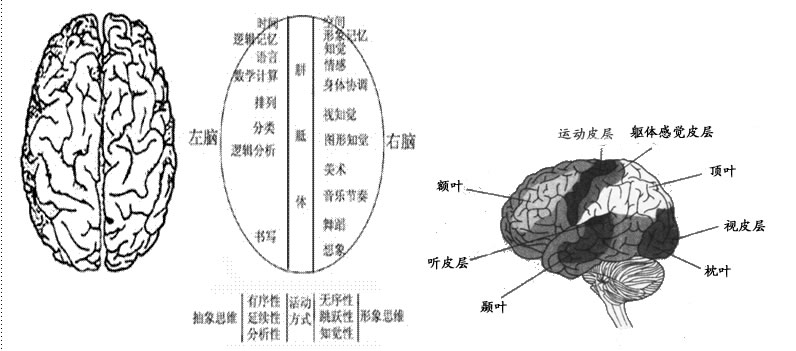 时间
逻辑记忆
语言
数学计算
排列
分类
逻辑分析
书写
左脑
胼
胝
体
空间
形象记忆
知觉
情感
身体协调
视知觉
图形知觉
美术
音乐节奏
舞蹈
想象
右脑
抽象思维
有序性
延续性
分析性
活动
方式
无序性
跳跃性
知觉性
形象思维
运动皮层
躯体感觉皮层
额叶
顶叶
听皮层
视皮层
颞叶
枕叶